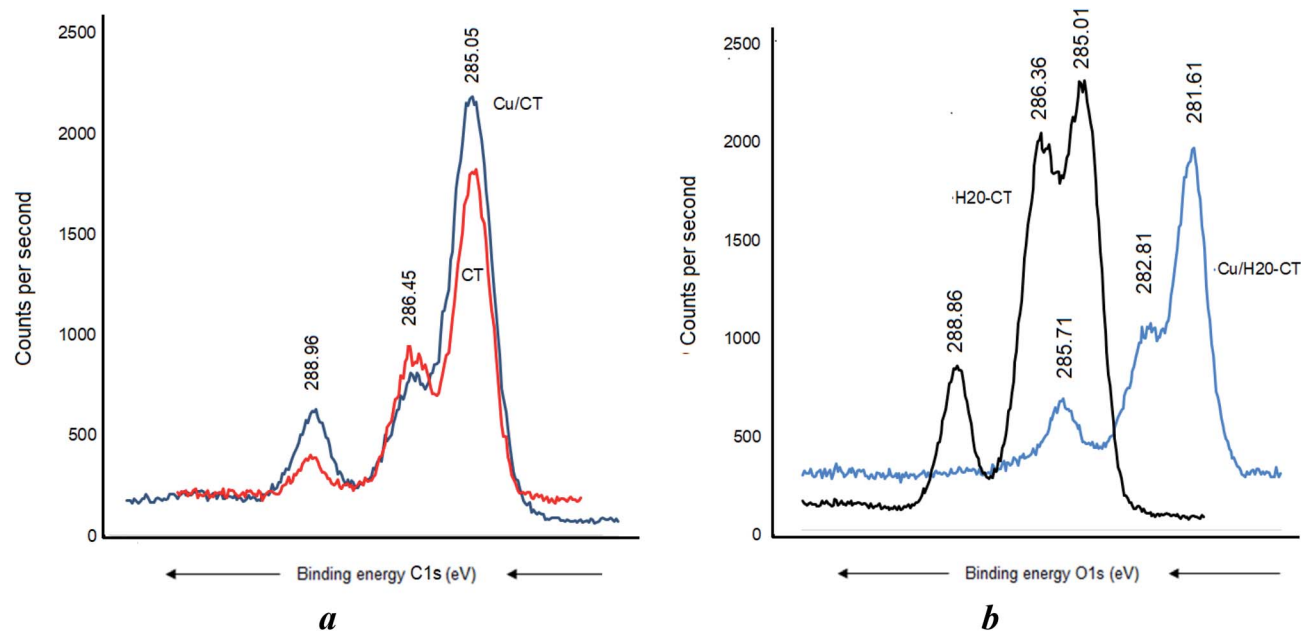 2500
2000
1500
1000
500
0
Counts per second
288.96
286.45
285.05
Cu/CT
CT
Binding energy C1s (eV)
a
2500
2000
1500
1000
500
0
Counts per second
288.86
286.36
285.01
285.71
282.81
281.61
H20-CT
Cu/H20-CT
Binding energy O1s (eV)
b